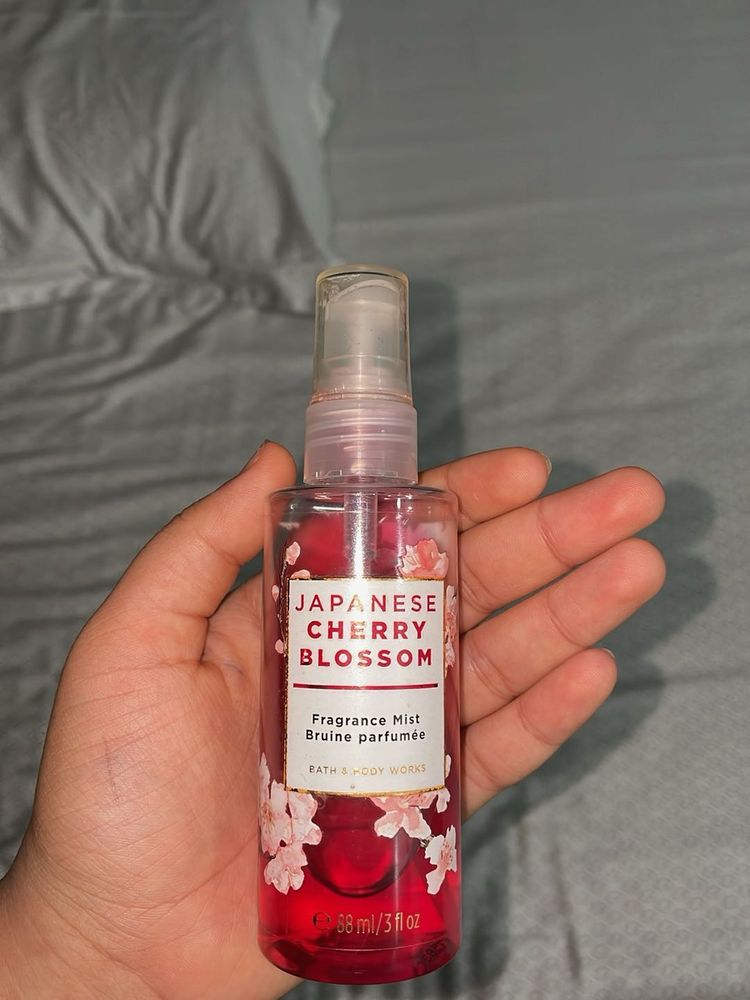 JAPANESE
CHERRY
BLOSSOM
Fragrance Mist
Bruine parfumée
BATH & BODY WORKS
℮ 88 ml/3 fl oz